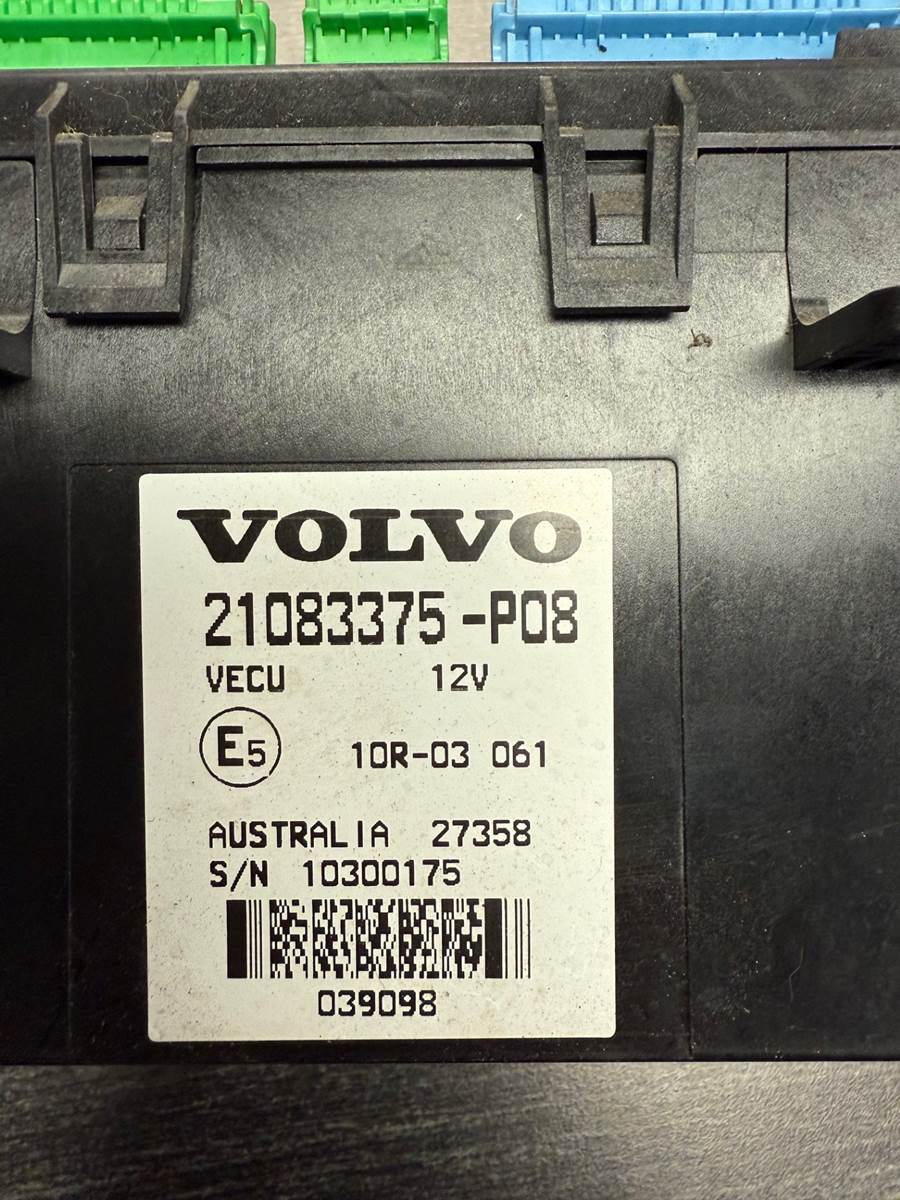 VOLVO
21083375-P08
VECU 12V
E5 10R-03 061
AUSTRALIA 27358
S/N 10300175
039098